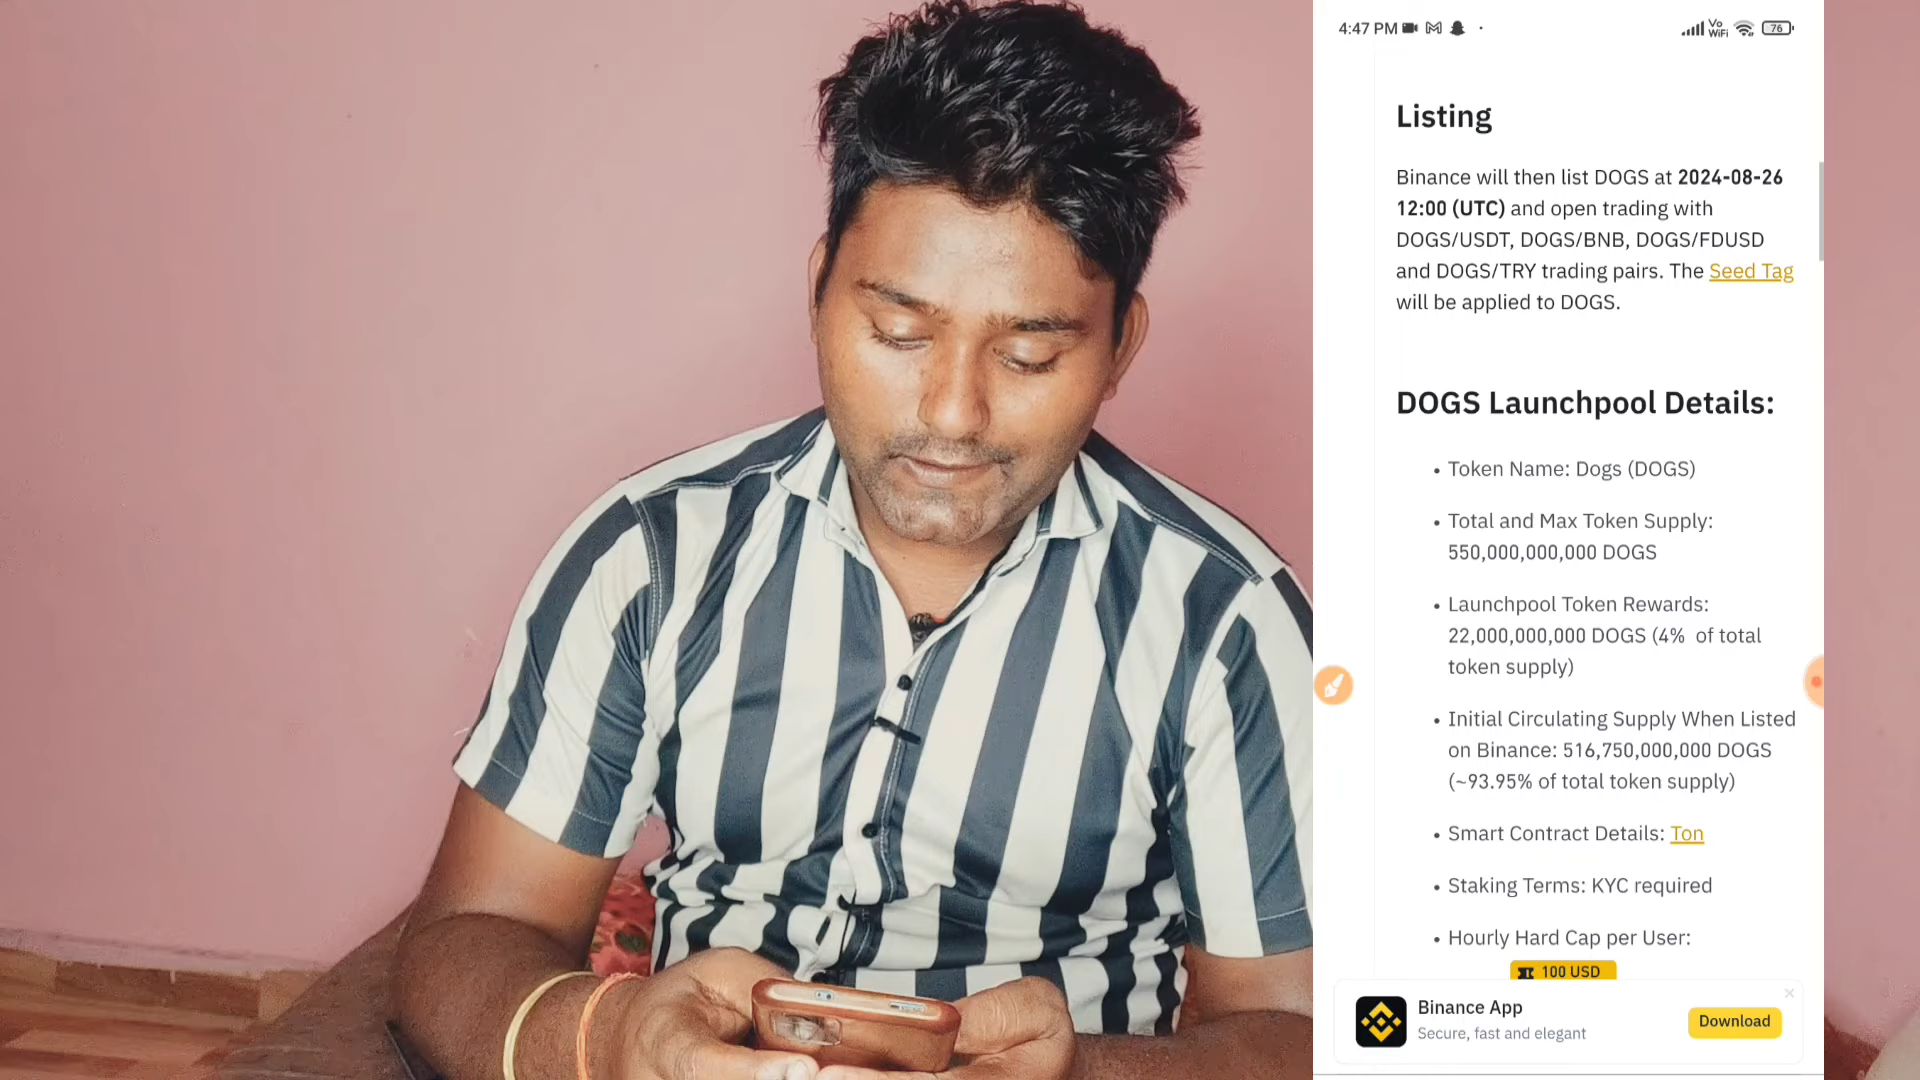 4:47 PM
Vo
WiFi
76
Listing
Binance will then list DOGS at 2024-08-26
12:00 (UTC) and open trading with
DOGS/USDT, DOGS/BNB, DOGS/FDUSD
and DOGS/TRY trading pairs. The Seed Tag
will be applied to DOGS.
DOGS Launchpool Details:
• Token Name: Dogs (DOGS)
• Total and Max Token Supply:
550,000,000,000 DOGS
• Launchpool Token Rewards:
22,000,000,000 DOGS (4% of total
token supply)
• Initial Circulating Supply When Listed
on Binance: 516,750,000,000 DOGS
(~93.95% of total token supply)
• Smart Contract Details: Ton
• Staking Terms: KYC required
• Hourly Hard Cap per User:
100 USD
Binance App
Secure, fast and elegant
Download